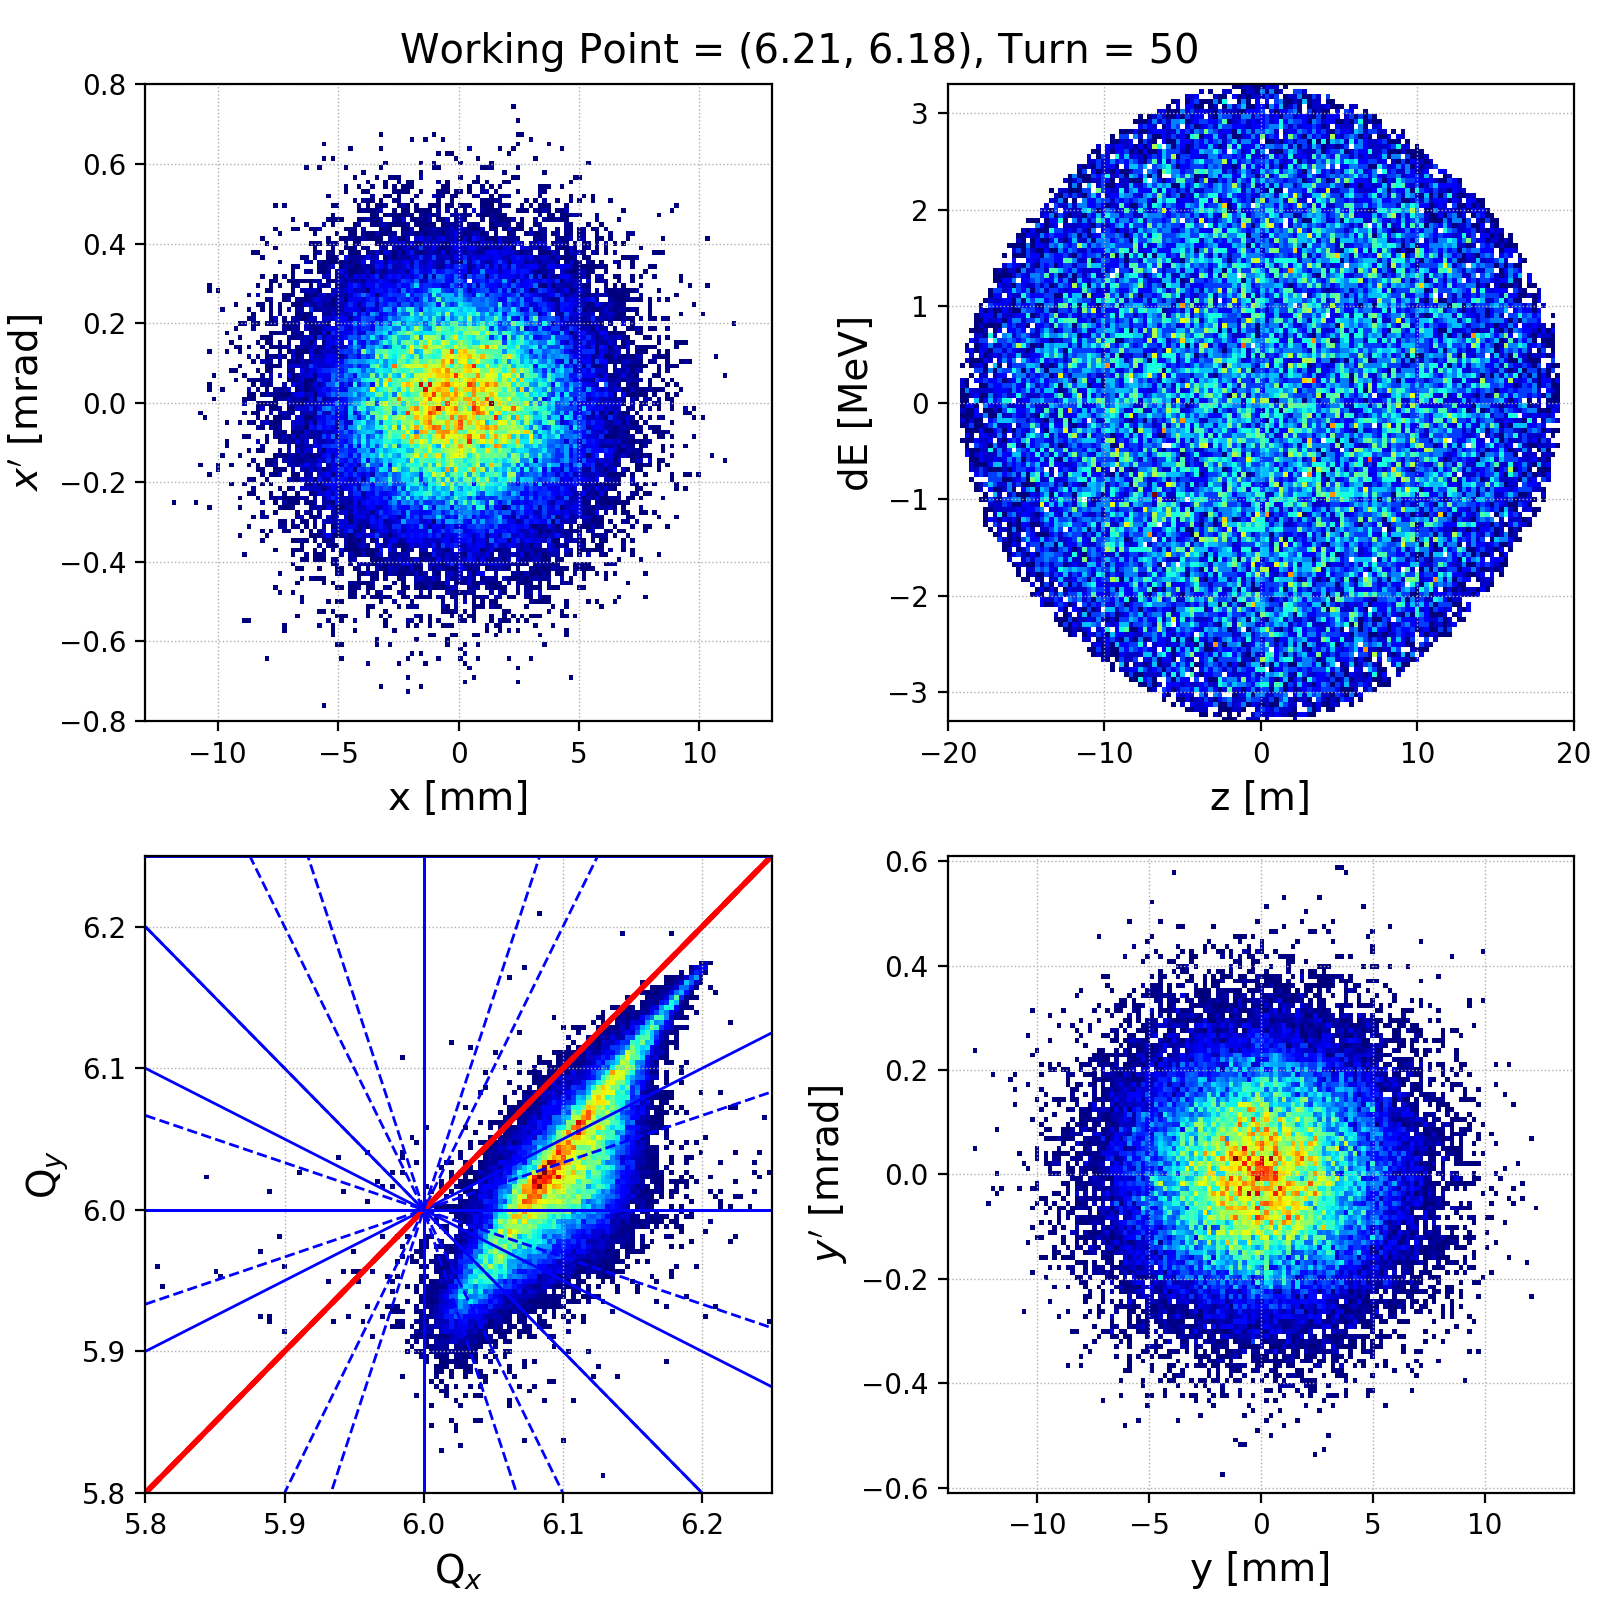 Working Point = (6.21, 6.18), Turn = 50
0.8
0.6
0.4
0.2
0.0
−0.2
−0.4
−0.6
−0.8
x′ [mrad]
−10 −5 0 5 10
x [mm]
3
2
1
0
−1
−2
−3
dE [MeV]
−20 −10 0 10 20
z [m]
6.2
6.1
6.0
5.9
5.8
Qy
5.8 5.9 6.0 6.1 6.2
Qx
0.6
0.4
0.2
0.0
−0.2
−0.4
−0.6
y′ [mrad]
−10 −5 0 5 10
y [mm]